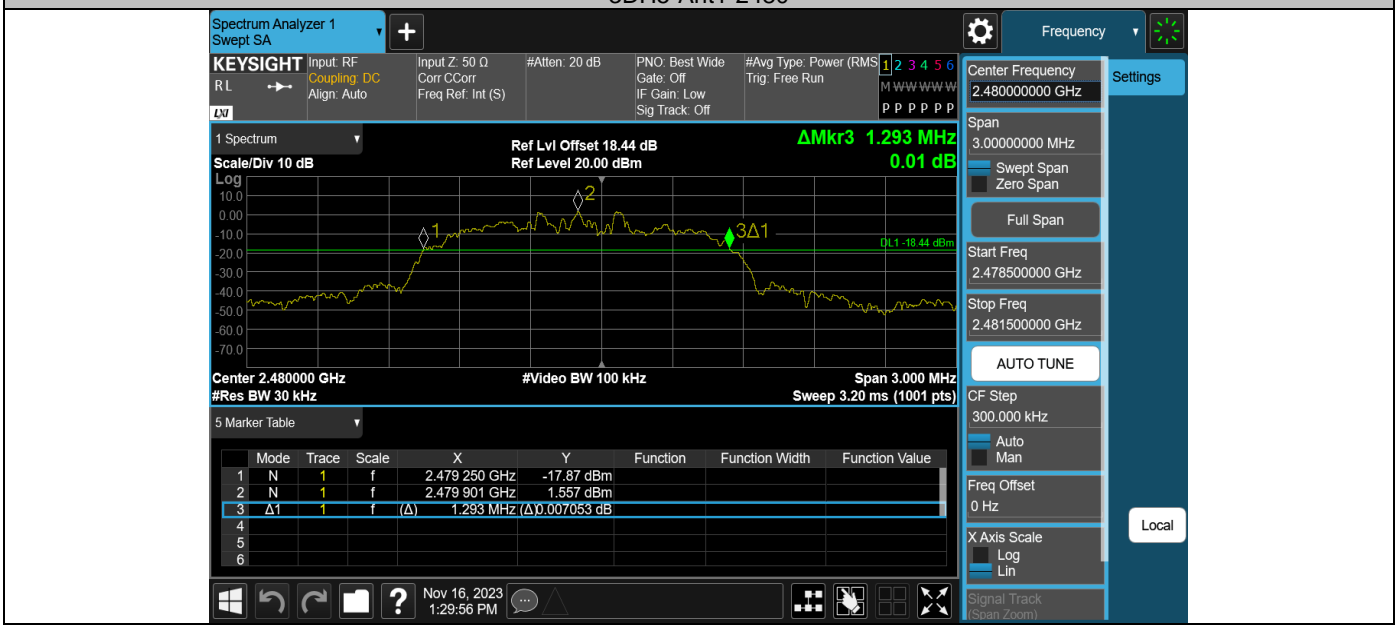 Spectrum Analyzer 1
Swept SA
Frequency
KEYSIGHT
RL
LXI
Input: RF
Coupling: DC
Align: Auto
Input Z: 50 Ω
Corr CCorr
Freq Ref: Int (S)
#Atten: 20 dB
PNO: Best Wide
Gate: Off
IF Gain: Low
Sig Track: Off
#Avg Type: Power (RMS
Trig: Free Run
1 2 3 4 5 6
M W W W W W
P P P P P P
1 Spectrum
Scale/Div 10 dB
Log
Ref Lvl Offset 18.44 dB
Ref Level 20.00 dBm
ΔMkr3 1.293 MHz
0.01 dB
10.0
0.00
-10.0
-20.0
-30.0
-40.0
-50.0
-60.0
-70.0
1
2
3Δ1
DL1 -18.44 dBm
Center 2.480000 GHz
#Video BW 100 kHz
Span 3.000 MHz
#Res BW 30 kHz
Sweep 3.20 ms (1001 pts)
5 Marker Table
Mode Trace Scale X Y Function Function Width Function Value
1 N 1 f 2.479 250 GHz -17.87 dBm
2 N 1 f 2.479 901 GHz 1.557 dBm
3 Δ1 1 f (Δ) 1.293 MHz (Δ)0.007053 dB
4
5
6
Nov 16, 2023
1:29:56 PM
Center Frequency
2.480000000 GHz
Settings
Span
3.00000000 MHz
Swept Span
Zero Span
Full Span
Start Freq
2.478500000 GHz
Stop Freq
2.481500000 GHz
AUTO TUNE
CF Step
300.000 kHz
Auto
Man
Freq Offset
0 Hz
X Axis Scale
Log
Lin
Local
Signal Track
(Span Zoom)